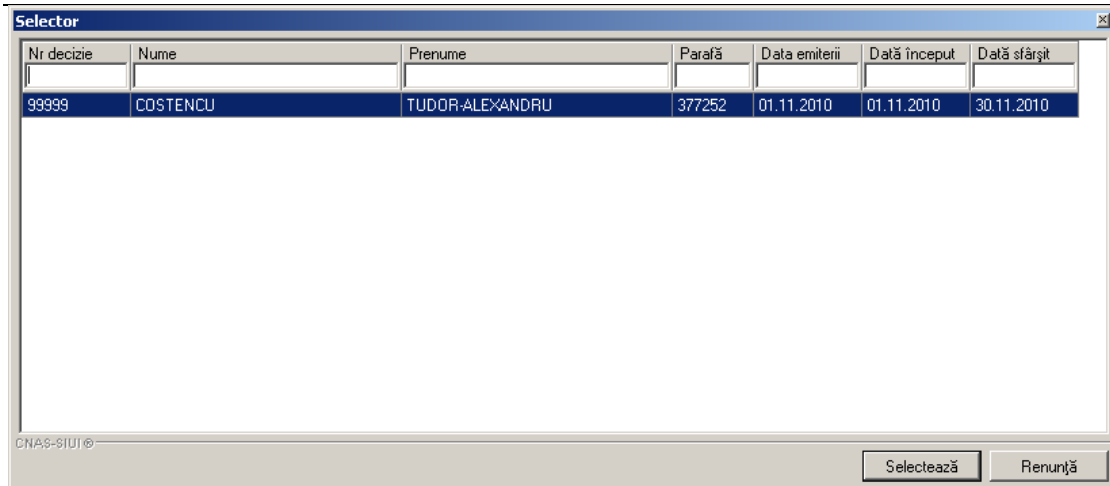 Selector
Nr decizie Nume Prenume Parafă Data emiterii Dată început Dată sfârşit
99999 COSTENCU TUDOR-ALEXANDRU 377252 01.11.2010 01.11.2010 30.11.2010
CNAS-SIUI ®
Selectează Renunţă